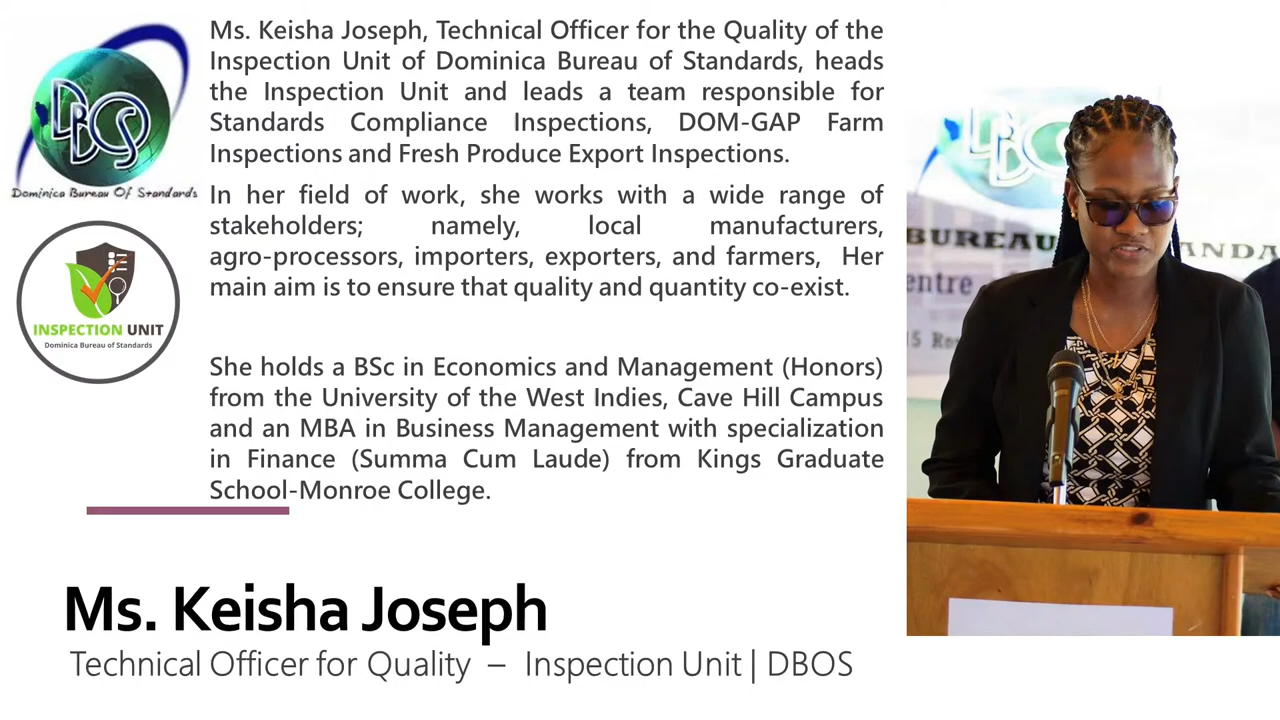 Ms. Keisha Joseph, Technical Officer for the Quality of the
Inspection Unit of Dominica Bureau of Standards, heads
the Inspection Unit and leads a team responsible for
Standards Compliance Inspections, DOM-GAP Farm
Inspections and Fresh Produce Export Inspections.
DBOS
Dominica Bureau Of Standards
In her field of work, she works with a wide range of
stakeholders; namely, local manufacturers,
agro-processors, importers, exporters, and farmers, Her
main aim is to ensure that quality and quantity co-exist.
INSPECTION UNIT
Dominica Bureau of Standards
She holds a BSc in Economics and Management (Honors)
from the University of the West Indies, Cave Hill Campus
and an MBA in Business Management with specialization
in Finance (Summa Cum Laude) from Kings Graduate
School-Monroe College.
BUREAU
Ms. Keisha Joseph
Technical Officer for Quality – Inspection Unit | DBOS